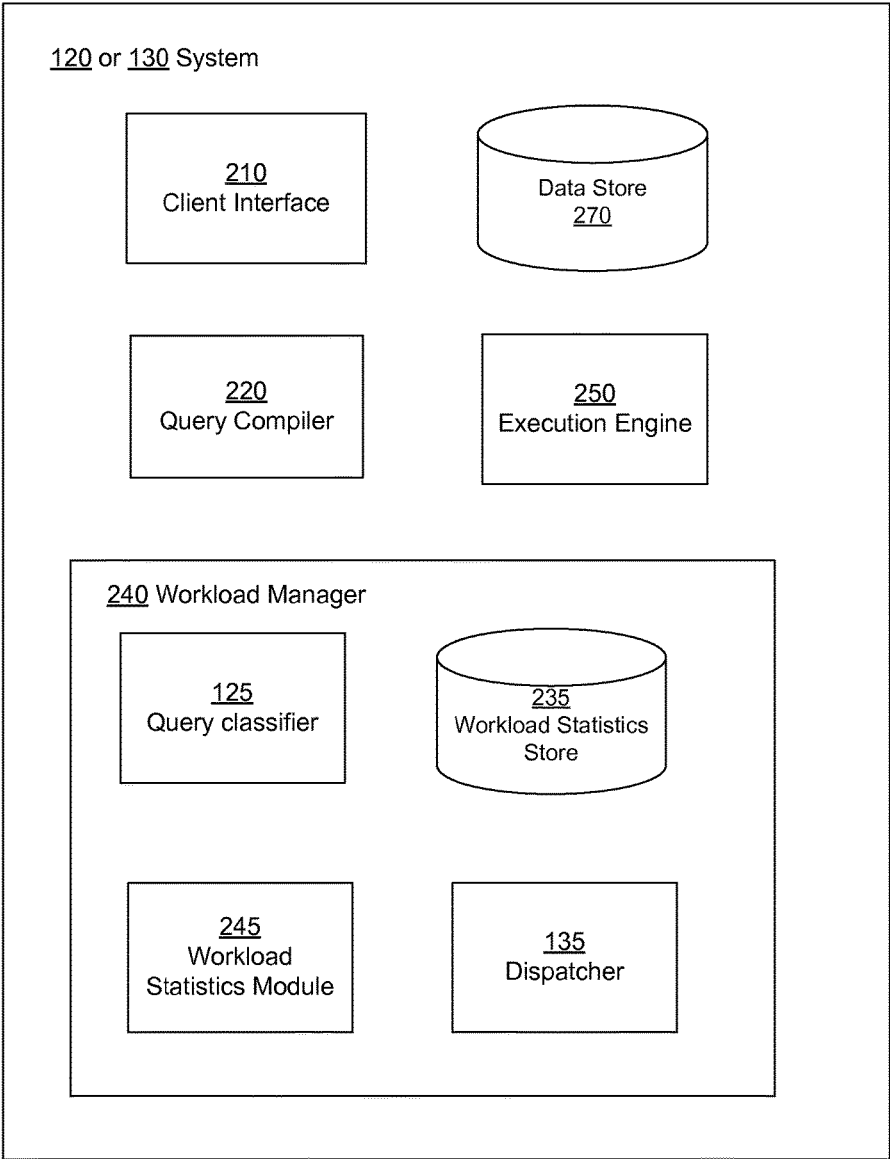 120 or 130 System
210
Client Interface
Data Store
270
220
Query Compiler
250
Execution Engine
240 Workload Manager
125
Query classifier
235
Workload Statistics
Store
245
Workload
Statistics Module
135
Dispatcher